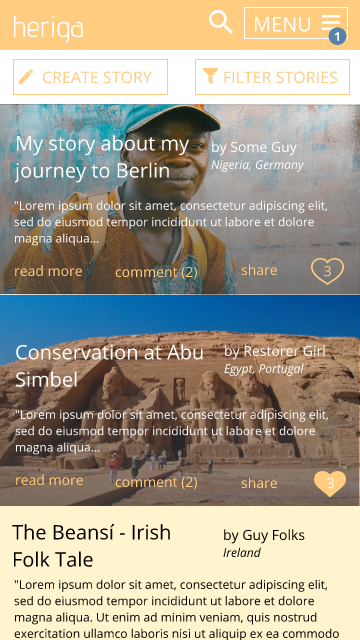 heriga
MENU
1
CREATE STORY
FILTER STORIES
My story about my
journey to Berlin
by Some Guy
Nigeria, Germany
"Lorem ipsum dolor sit amet, consectetur adipiscing elit,
sed do eiusmod tempor incididunt ut labore et dolore
magna aliqua...
read more
comment (2)
share
3
Conservation at Abu
Simbel
by Restorer Girl
Egypt, Portugal
"Lorem ipsum dolor sit amet, consectetur adipiscing elit,
sed do eiusmod tempor incididunt ut labore et dolore
magna aliqua...
read more
comment (2)
share
3
The Beansí - Irish
Folk Tale
by Guy Folks
Ireland
"Lorem ipsum dolor sit amet, consectetur adipiscing elit,
sed do eiusmod tempor incididunt ut labore et dolore
magna aliqua. Ut enim ad minim veniam, quis nostrud
exercitation ullamco laboris nisi ut aliquip ex ea commodo